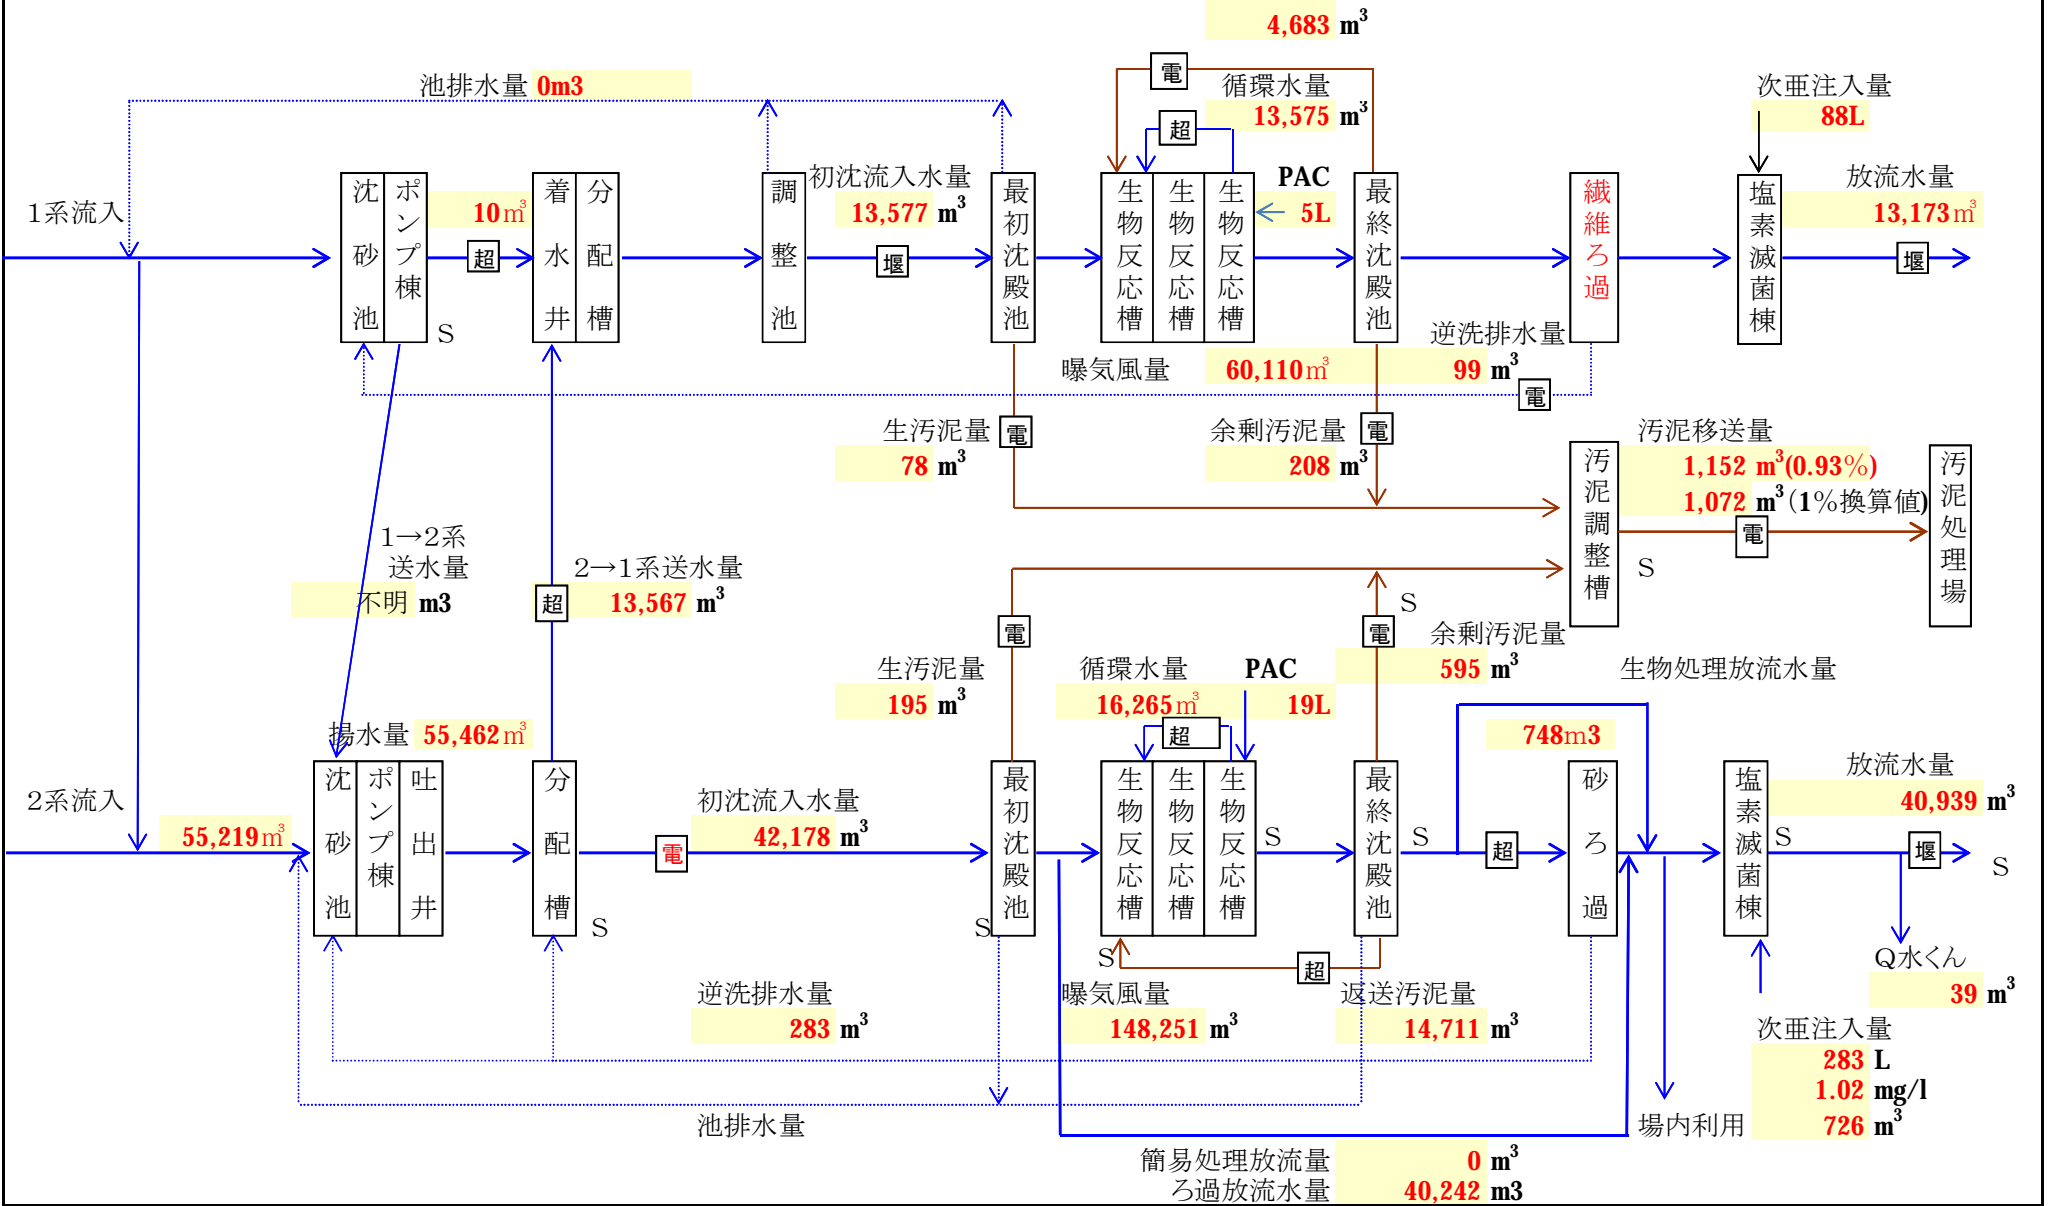 4,683 m³
電
池排水量 0m3
循環水量
13,575 m³
超
次亜注入量
88L
1系流入
沈砂池
ポンプ棟
S
10㎥
超
着水井
分配槽
調整池
初沈流入水量
13,577 m³
堰
最初沈殿池
生物反応槽
生物反応槽
生物反応槽
PAC
5L
最終沈殿池
繊維ろ過
塩素滅菌棟
放流水量
13,173㎥
堰
曝気風量 60,110㎥
逆洗排水量
99 m³
電
生汚泥量
78 m³
電
余剰汚泥量
208 m³
電
汚泥調整槽
S
汚泥移送量
1,152 m³(0.93%)
1,072 m³(1%換算値)
電
汚泥処理場
1→2系
送水量
不明 m3
超
2→1系送水量
13,567 m³
電
S
電
生汚泥量
195 m³
循環水量
16,265㎥
超
PAC
19L
余剰汚泥量
595 m³
生物処理放流水量
748m3
2系流入
55,219㎥
揚水量 55,462㎥
沈砂池
ポンプ棟
吐出井
分配槽
S
電
初沈流入水量
42,178 m³
最初沈殿池
S
生物反応槽
生物反応槽
生物反応槽
S
S
最終沈殿池
S
超
砂ろ過
塩素滅菌棟
S
放流水量
40,939 m³
堰
S
超
Q水くん
39 m³
逆洗排水量
283 m³
曝気風量
148,251 m³
返送汚泥量
14,711 m³
次亜注入量
283 L
1.02 mg/l
場内利用 726 m³
池排水量
簡易処理放流量 0 m³
ろ過放流水量 40,242 m3